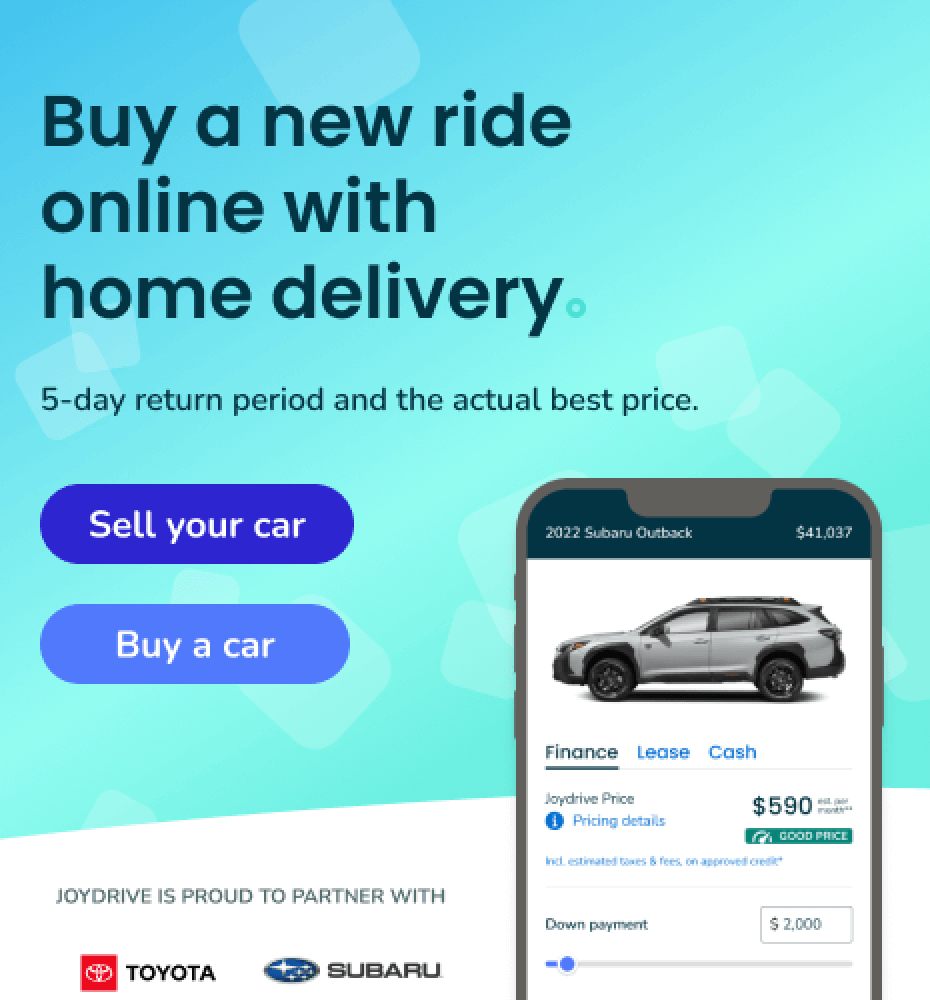 Buy a new ride
online with
home delivery
5-day return period and the actual best price.
Sell your car
Buy a car
2022 Subaru Outback $41,037
Finance Lease Cash
Joydrive Price
$590 est. per
month**
Pricing details
GOOD PRICE
Incl. estimated taxes & fees, on approved credit*
Down payment $ 2,000
JOYDRIVE IS PROUD TO PARTNER WITH
TOYOTA SUBARU